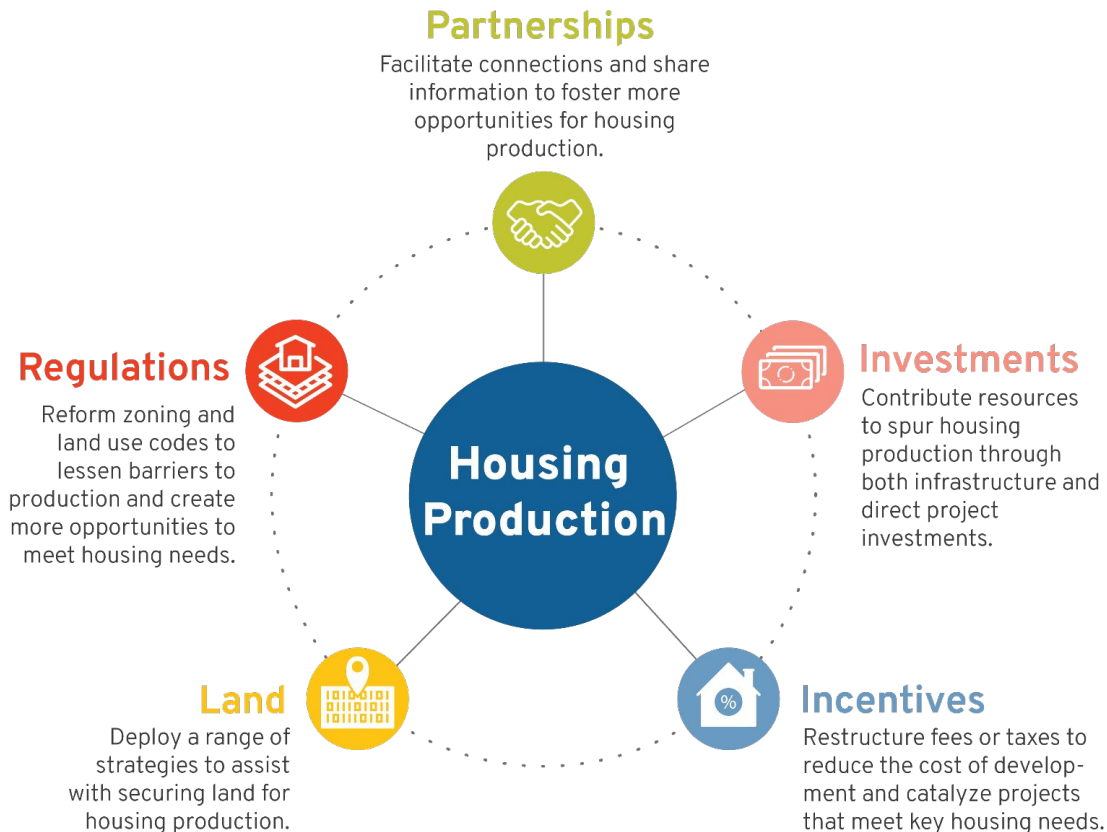 Partnerships
Facilitate connections and share
information to foster more
opportunities for housing
production.
Regulations
Reform zoning and
land use codes to
lessen barriers to
production and create
more opportunities to
meet housing needs.
Investments
Contribute resources
to spur housing
production through
both infrastructure and
direct project
investments.
Housing
Production
Land
Deploy a range of
strategies to assist
with securing land for
housing production.
%
Incentives
Restructure fees or taxes to
reduce the cost of develop-
ment and catalyze projects
that meet key housing needs.